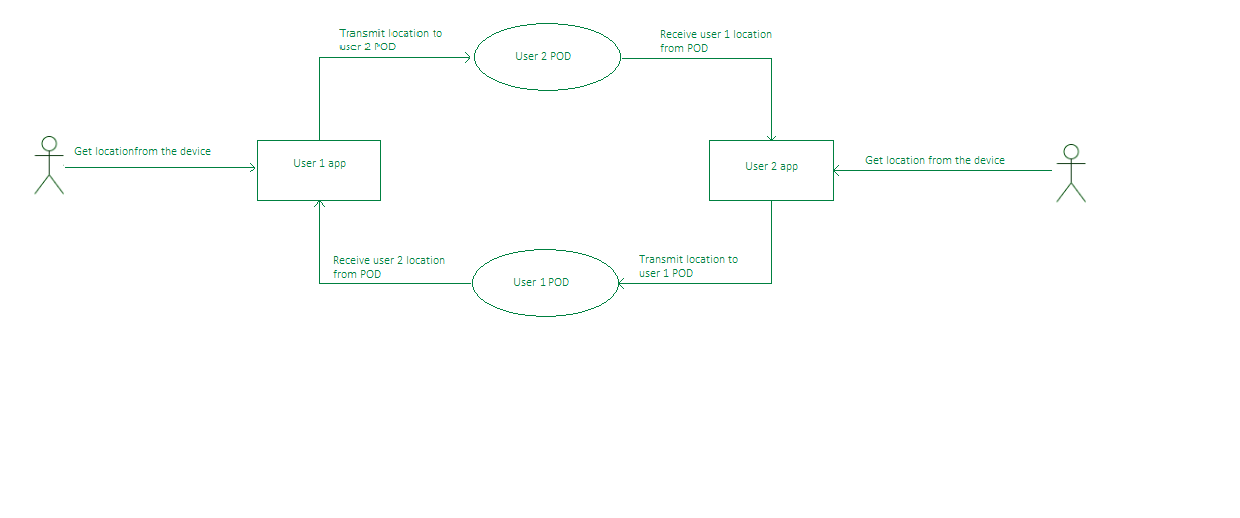 Transmit location to
user 2 POD
User 2 POD
Receive user 1 location
from POD
Get locationfrom the device
User 1 app
User 2 app
Get location from the device
Receive user 2 location
from POD
User 1 POD
Transmit location to
user 1 POD